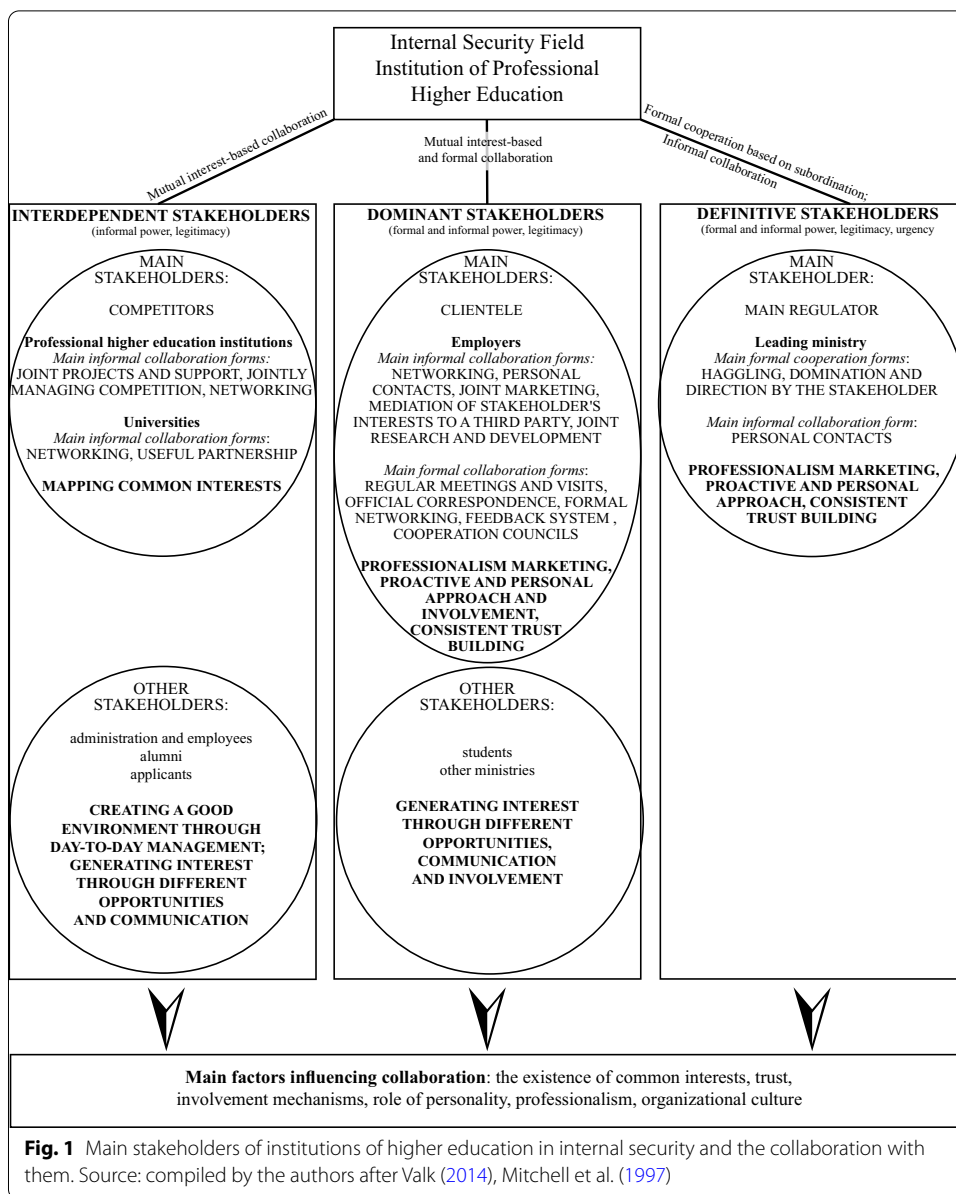 Internal Security Field
Institution of Professional
Higher Education
Mutual interest-based collaboration
Mutual interest-based
and formal collaboration
Formal cooperation based on subordination;
Informal collaboration
INTERDEPENDENT STAKEHOLDERS
(informal power, legitimacy)
MAIN
STAKEHOLDERS:
COMPETITORS
Professional higher education institutions
Main informal collaboration forms:
JOINT PROJECTS AND SUPPORT, JOINTLY
MANAGING COMPETITION, NETWORKING
Universities
Main informal collaboration forms:
NETWORKING, USEFUL PARTNERSHIP
MAPPING COMMON INTERESTS
OTHER
STAKEHOLDERS:
administration and employees
alumni
applicants
CREATING A GOOD
ENVIRONMENT THROUGH
DAY-TO-DAY MANAGEMENT;
GENERATING INTEREST
THROUGH DIFFERENT
OPPORTUNITIES
AND COMMUNICATION
DOMINANT STAKEHOLDERS
(formal and informal power, legitimacy)
MAIN
STAKEHOLDERS:
CLIENTELE
Employers
Main informal collaboration forms:
NETWORKING, PERSONAL
CONTACTS, JOINT MARKETING,
MEDIATION OF STAKEHOLDER'S
INTERESTS TO A THIRD PARTY, JOINT
RESEARCH AND DEVELOPMENT
Main formal collaboration forms:
REGULAR MEETINGS AND VISITS,
OFFICIAL CORRESPONDENCE, FORMAL
NETWORKING, FEEDBACK SYSTEM ,
COOPERATION COUNCILS
PROFESSIONALISM MARKETING,
PROACTIVE AND PERSONAL
APPROACH AND
INVOLVEMENT,
CONSISTENT TRUST
BUILDING
OTHER
STAKEHOLDERS:
students
other ministries
GENERATING INTEREST
THROUGH DIFFERENT
OPPORTUNITIES,
COMMUNICATION
AND INVOLVEMENT
DEFINITIVE STAKEHOLDERS
(formal and informal power, legitimacy, urgency
MAIN
STAKEHOLDER:
MAIN REGULATOR
Leading ministry
Main formal cooperation forms:
HAGGLING, DOMINATION AND
DIRECTION BY THE STAKEHOLDER
Main informal collaboration form:
PERSONAL CONTACTS
PROFESSIONALISM MARKETING,
PROACTIVE AND PERSONAL
APPROACH, CONSISTENT
TRUST BUILDING
Main factors influencing collaboration: the existence of common interests, trust,
involvement mechanisms, role of personality, professionalism, organizational culture
Fig. 1 Main stakeholders of institutions of higher education in internal security and the collaboration with
them. Source: compiled by the authors after Valk (2014), Mitchell et al. (1997)